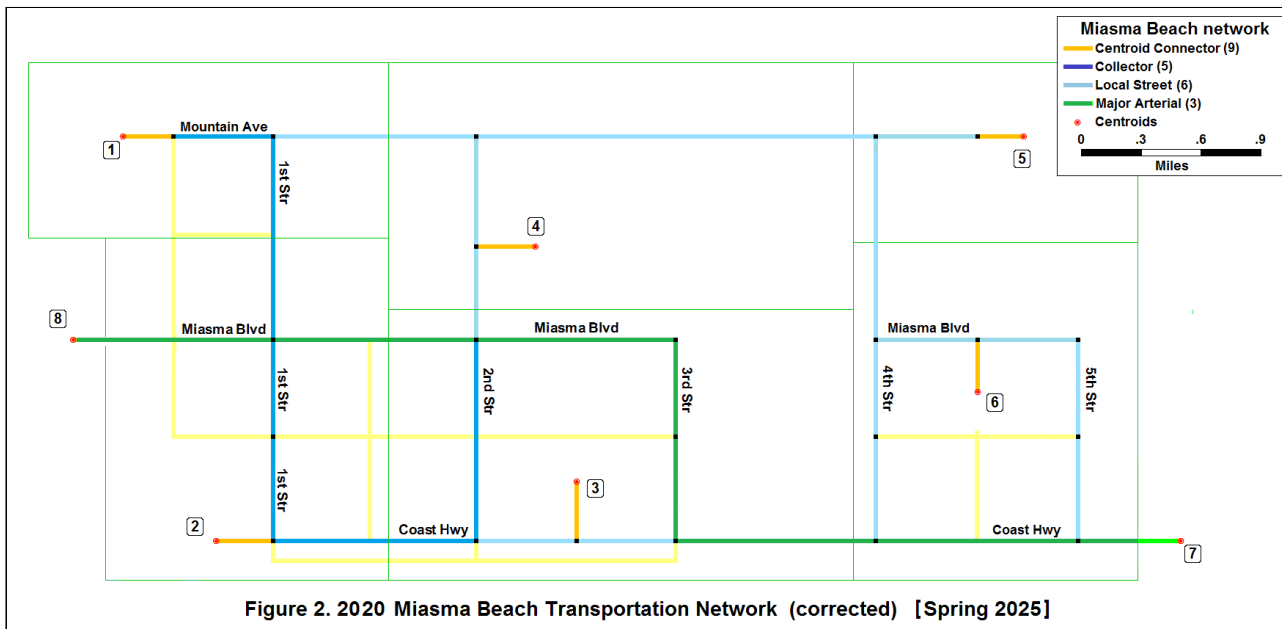 Miasma Beach network
Centroid Connector (9)
Collector (5)
Local Street (6)
Major Arterial (3)
Centroids
0 .3 .6 .9
Miles
Mountain Ave
1
5
1st Str
4
8
Miasma Blvd
Miasma Blvd
Miasma Blvd
1st Str
2nd Str
3rd Str
4th Str
5th Str
6
1st Str
3
2
Coast Hwy
Coast Hwy
7
Figure 2. 2020 Miasma Beach Transportation Network (corrected) [Spring 2025]